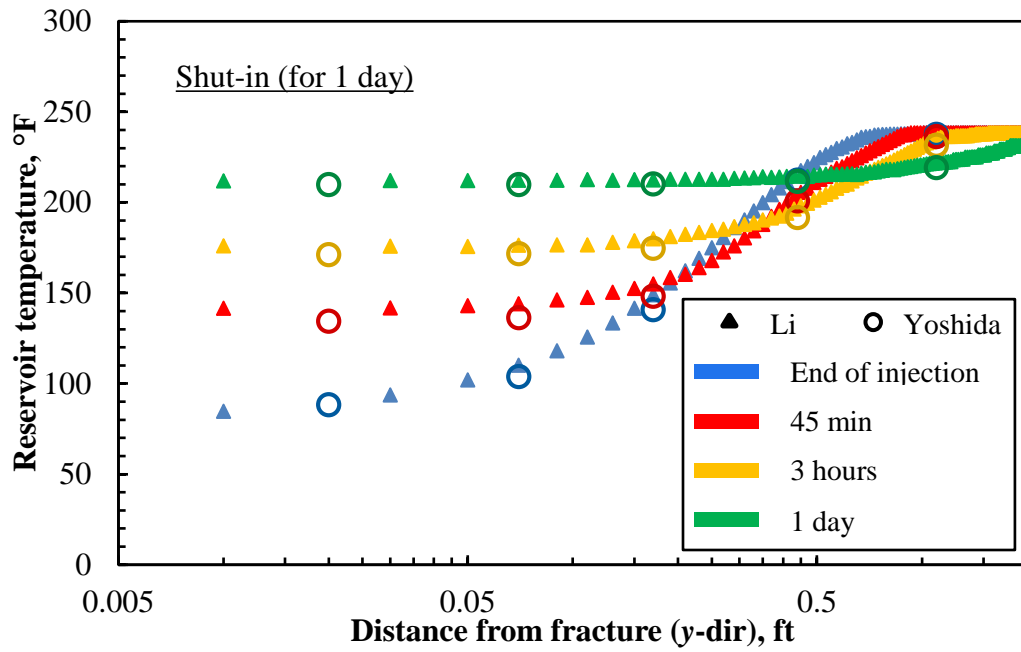 300
250
200
150
100
50
0
Reservoir temperature, °F
Shut-in (for 1 day)
Li
Yoshida
End of injection
45 min
3 hours
1 day
0.005
0.05
0.5
Distance from fracture (y-dir), ft